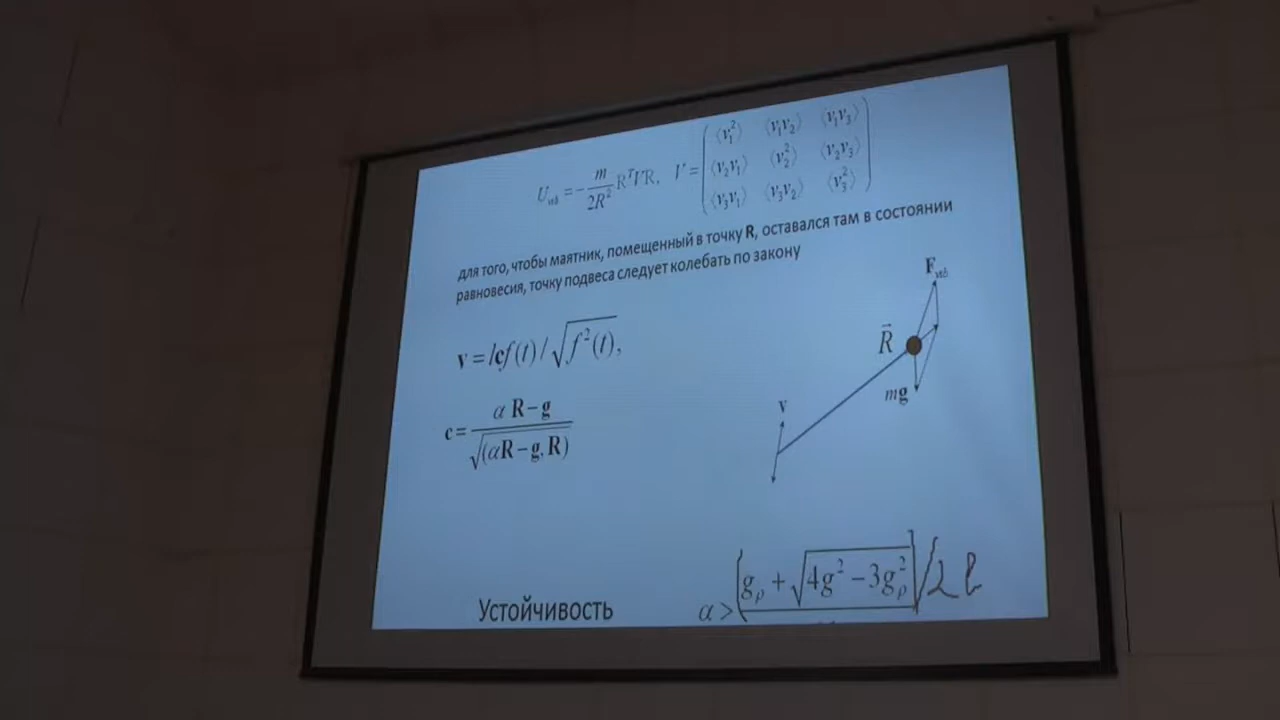 U_vib = −m/2R² RᵀVR, V = (⟨v₁²⟩ ⟨v₁v₂⟩ ⟨v₁v₃⟩
⟨v₂v₁⟩ ⟨v₂²⟩ ⟨v₂v₃⟩
⟨v₃v₁⟩ ⟨v₃v₂⟩ ⟨v₃²⟩)
для того, чтобы маятник, помещенный в точку R, оставался там в состоянии
равновесия, точку подвеса следует колебать по закону
F_vib
v = lcf(t) / √f²(t),
R⃗
mg
v
c = (αR − g) / √(αR − g, R)
Устойчивость
α > [g_ρ + √(4g² − 3g_ρ²)] / 2l